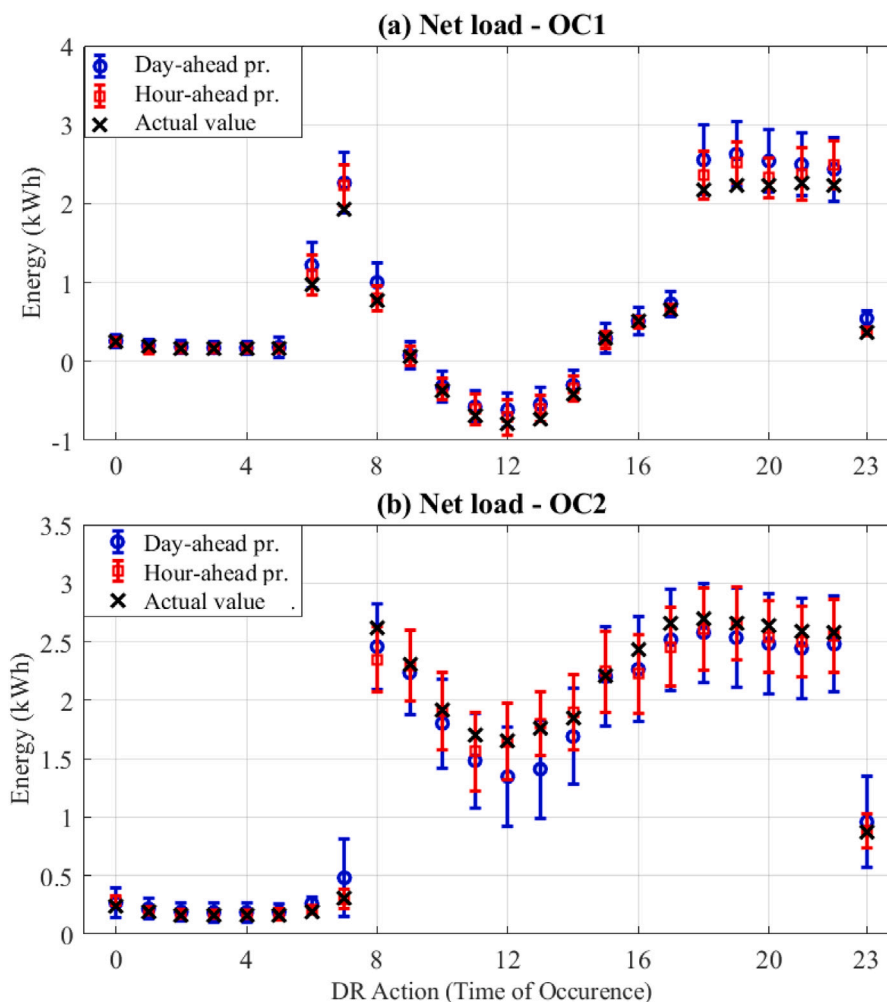 (a) Net load - OC1
4
3
2
1
0
-1
Energy (kWh)
Day-ahead pr.
Hour-ahead pr.
Actual value
0 4 8 12 16 20 23
(b) Net load - OC2
3.5
3
2.5
2
1.5
1
0.5
0
Energy (kWh)
Day-ahead pr.
Hour-ahead pr.
Actual value .
0 4 8 12 16 20 23
DR Action (Time of Occurence)